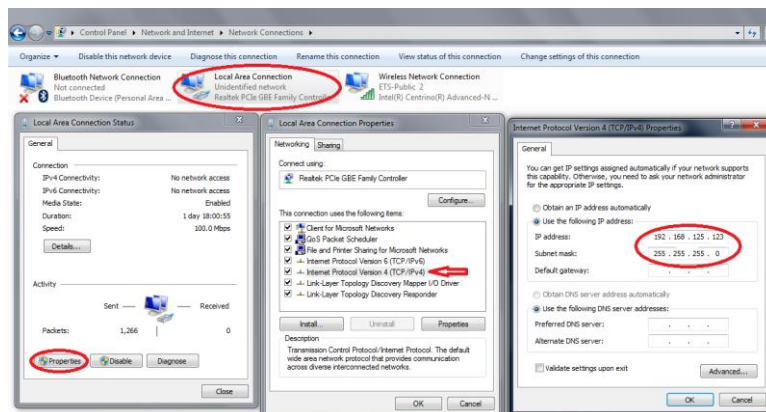 Control Panel ▸ Network and Internet ▸ Network Connections ▸
Organize ▾ Disable this network device Diagnose this connection Rename this connection View status of this connection Change settings of this connection
Bluetooth Network Connection
Not connected
Bluetooth Device (Personal Area ...
Local Area Connection
Unidentified network
Realtek PCIe GBE Family Controller
Wireless Network Connection
ETS-Public 2
Intel(R) Centrino(R) Advanced-N ...
Local Area Connection Status
General
Connection
IPv4 Connectivity: No network access
IPv6 Connectivity: No network access
Media State: Enabled
Duration: 1 day 18:00:55
Speed: 100.0 Mbps
Details...
Activity
Sent — — Received
Packets: 1,266 | 0
Properties Disable Diagnose
Close
Local Area Connection Properties
Networking Sharing
Connect using:
Realtek PCIe GBE Family Controller
Configure...
This connection uses the following items:
Client for Microsoft Networks
QoS Packet Scheduler
File and Printer Sharing for Microsoft Networks
Internet Protocol Version 6 (TCP/IPv6)
Internet Protocol Version 4 (TCP/IPv4)
Link-Layer Topology Discovery Mapper I/O Driver
Link-Layer Topology Discovery Responder
Install... Uninstall Properties
Description
Transmission Control Protocol/Internet Protocol. The default
wide area network protocol that provides communication
across diverse interconnected networks.
OK Cancel
Internet Protocol Version 4 (TCP/IPv4) Properties
General
You can get IP settings assigned automatically if your network supports
this capability. Otherwise, you need to ask your network administrator
for the appropriate IP settings.
Obtain an IP address automatically
Use the following IP address:
IP address: 192 . 168 . 125 . 123
Subnet mask: 255 . 255 . 255 . 0
Default gateway: . . .
Obtain DNS server address automatically
Use the following DNS server addresses:
Preferred DNS server: . . .
Alternate DNS server: . . .
Validate settings upon exit
Advanced...
OK Cancel